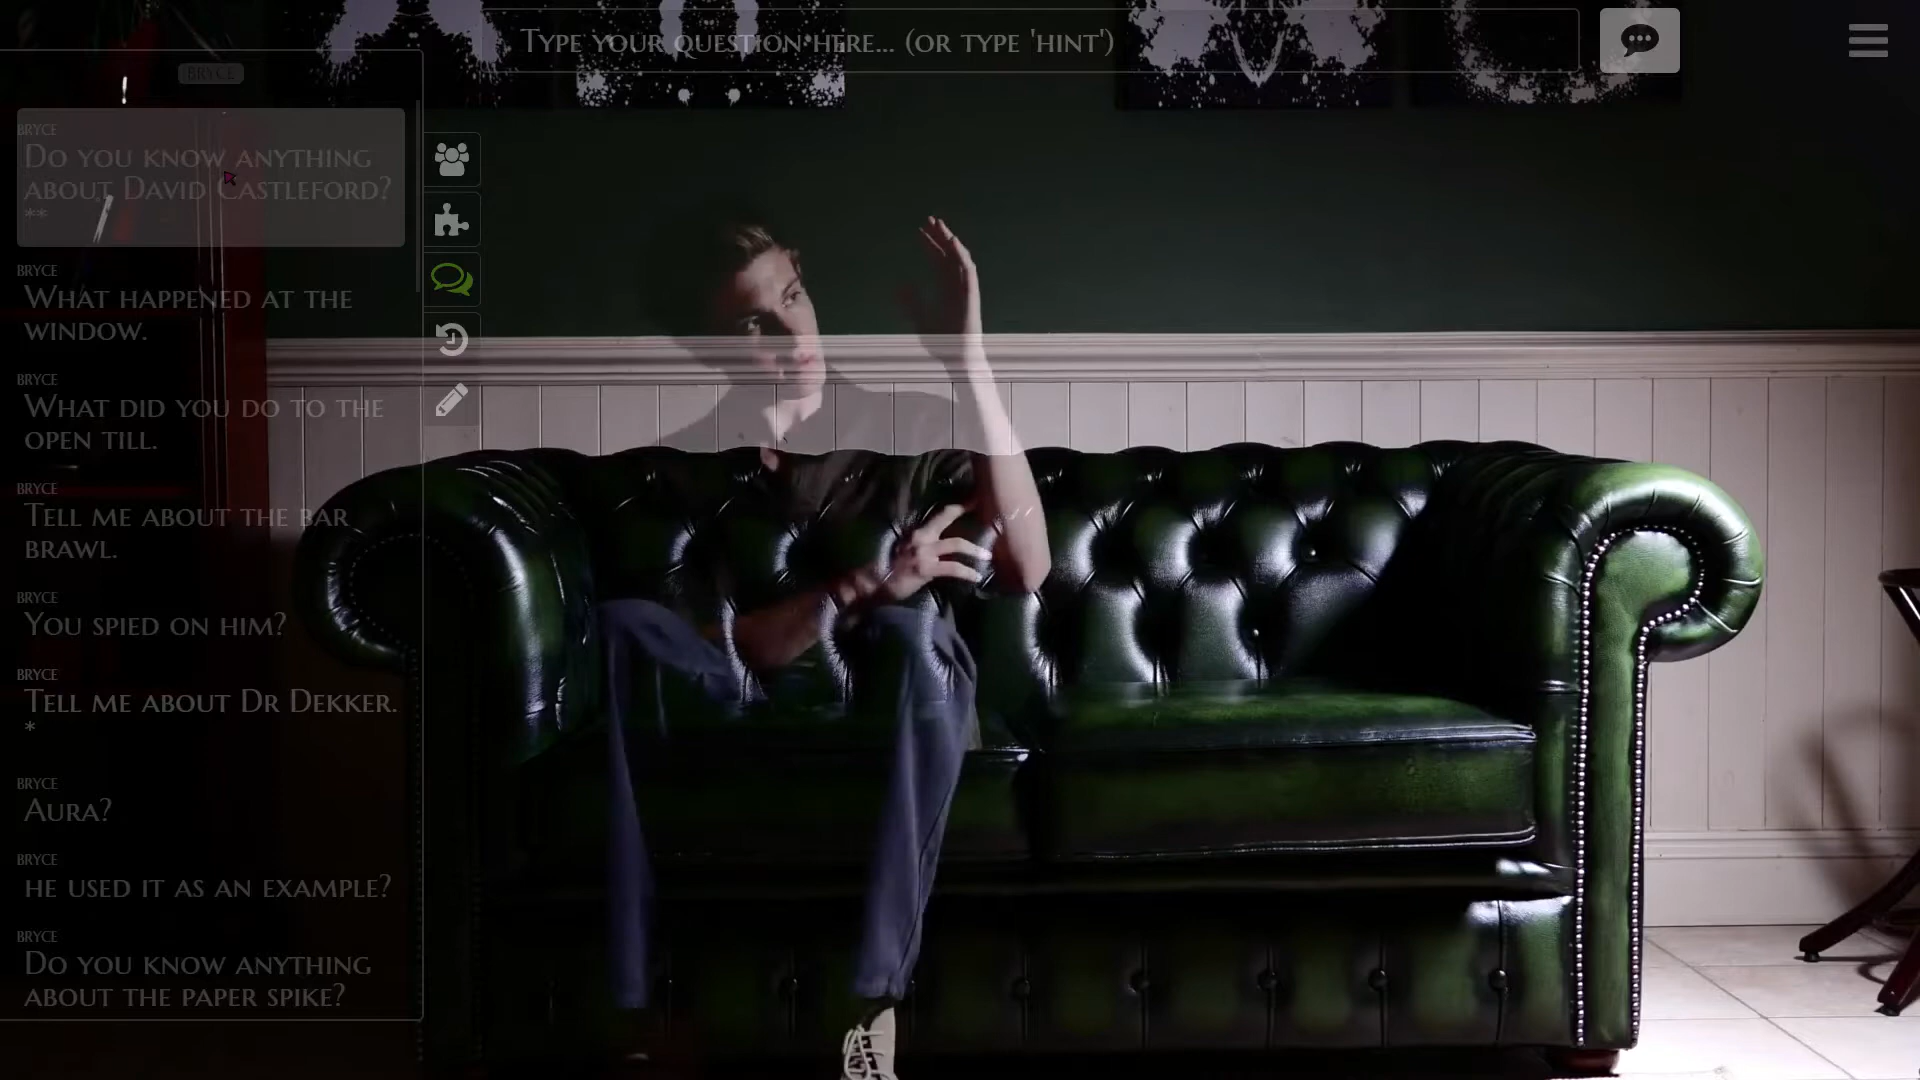 Type your question here... (or type 'hint')
BRYCE
BRYCE
Do you know anything
about David Castleford?
**
BRYCE
What happened at the
window.
BRYCE
What did you do to the
open till.
BRYCE
Tell me about the bar
brawl.
BRYCE
You spied on him?
BRYCE
Tell me about Dr Dekker.
*
BRYCE
Aura?
BRYCE
he used it as an example?
BRYCE
Do you know anything
about the paper spike?